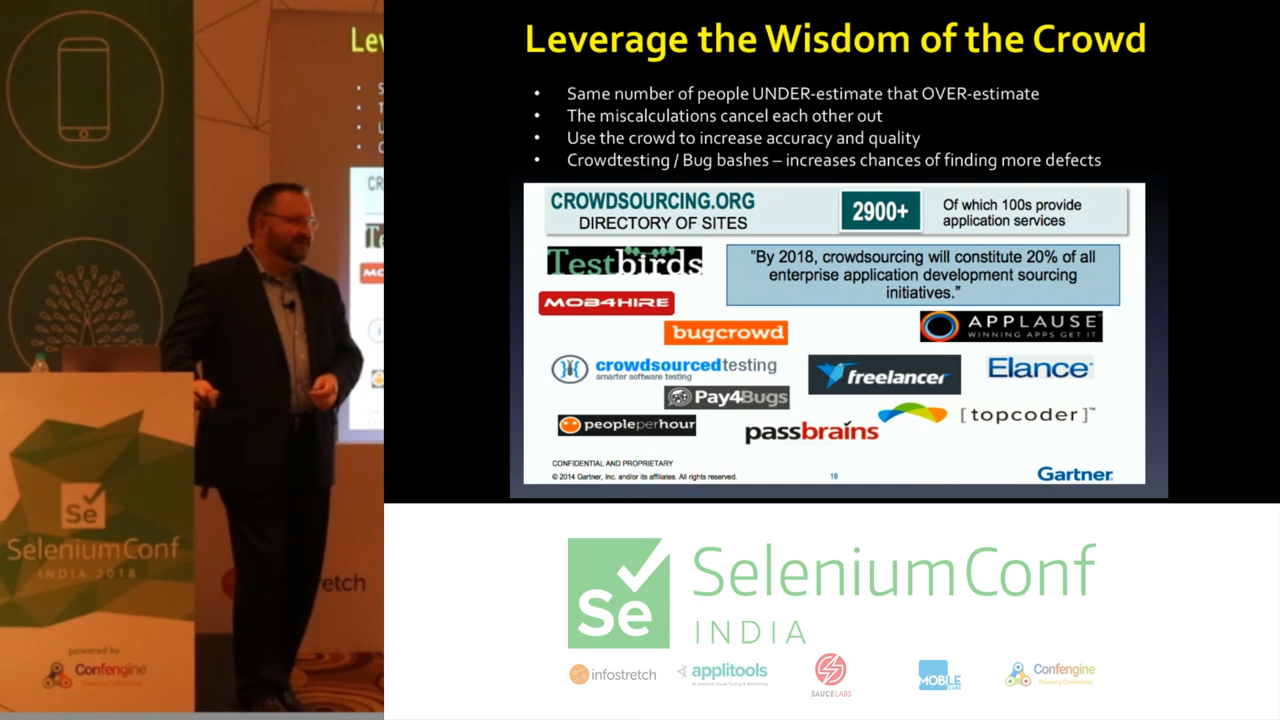 Leverage the Wisdom of the Crowd
• Same number of people UNDER-estimate that OVER-estimate
• The miscalculations cancel each other out
• Use the crowd to increase accuracy and quality
• Crowdtesting / Bug bashes – increases chances of finding more defects
CROWDSOURCING.ORG
DIRECTORY OF SITES
2900+
Of which 100s provide
application services
Testbirds
"By 2018, crowdsourcing will constitute 20% of all
enterprise application development sourcing
initiatives."
MOB4HIRE
bugcrowd
APPLAUSE
WINNING APPS GET IT
crowdsourcedtesting
smarter software testing
freelancer
Elance
Pay4Bugs
peopleperhour
passbrains
[topcoder]™
CONFIDENTIAL AND PROPRIETARY
© 2014 Gartner, Inc. and/or its affiliates. All rights reserved.
16
Gartner
Se
SeleniumConf
INDIA
infostretch
applitools
SAUCELABS
MOBILE
LABS
Confengine
Se
SeleniumConf
INDIA 2018
powered by
Confengine
Lev
CR
MO
etch